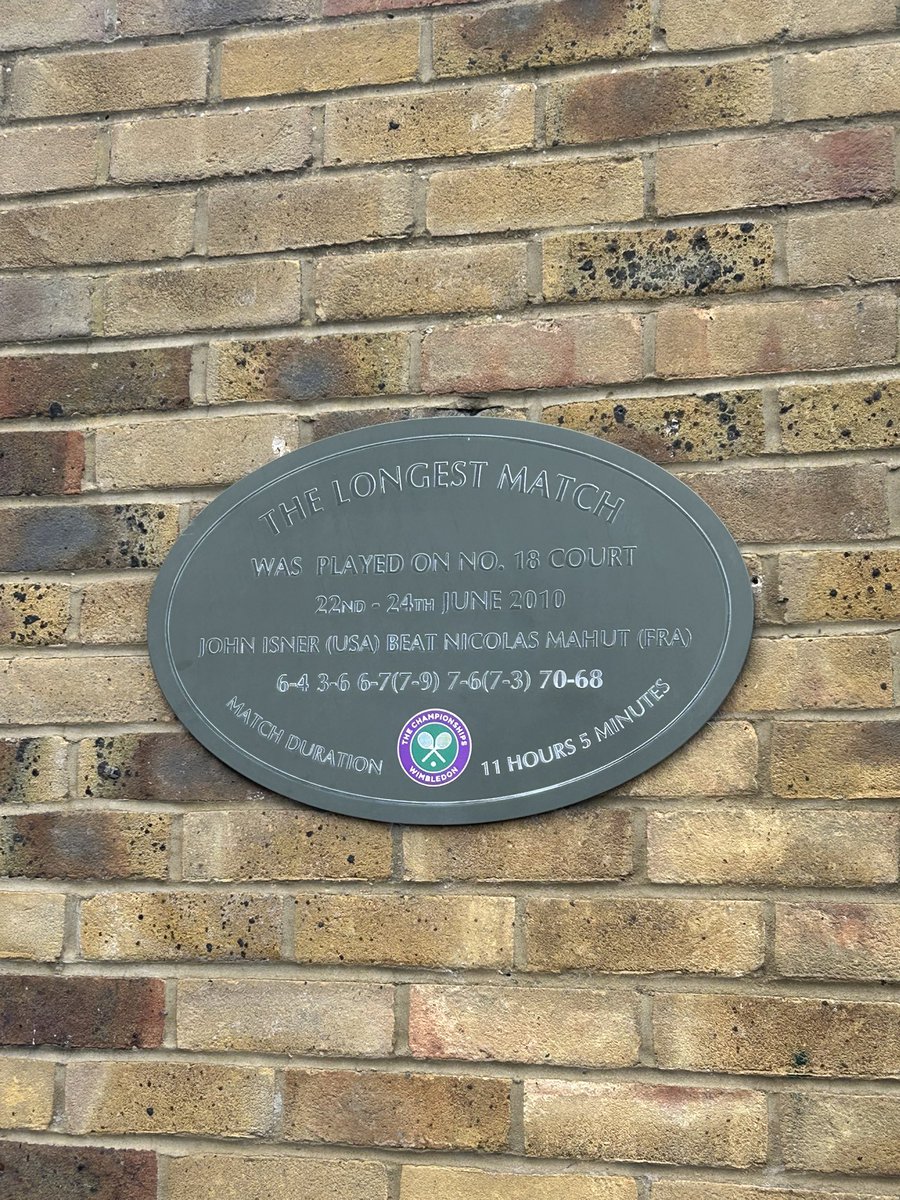 THE LONGEST MATCH
WAS PLAYED ON NO. 18 COURT
22ND - 24TH JUNE 2010
JOHN ISNER (USA) BEAT NICOLAS MAHUT (FRA)
6-4 3-6 6-7(7-9) 7-6(7-3) 70-68
MATCH DURATION
11 HOURS 5 MINUTES
THE CHAMPIONSHIPS
WIMBLEDON